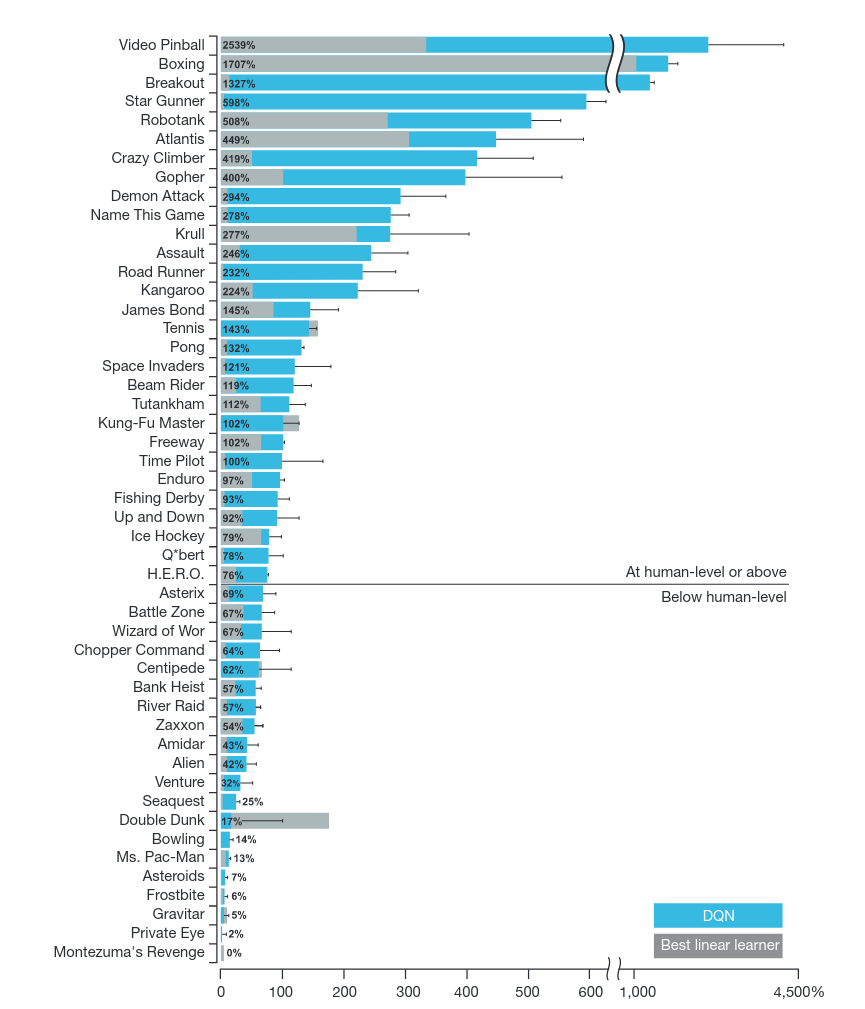 Video Pinball 2539%
Boxing 1707%
Breakout 1327%
Star Gunner 598%
Robotank 508%
Atlantis 449%
Crazy Climber 419%
Gopher 400%
Demon Attack 294%
Name This Game 278%
Krull 277%
Assault 246%
Road Runner 232%
Kangaroo 224%
James Bond 145%
Tennis 143%
Pong 132%
Space Invaders 121%
Beam Rider 119%
Tutankham 112%
Kung-Fu Master 102%
Freeway 102%
Time Pilot 100%
Enduro 97%
Fishing Derby 93%
Up and Down 92%
Ice Hockey 79%
Q*bert 78%
H.E.R.O. 76%
At human-level or above
Asterix 69%
Below human-level
Battle Zone 67%
Wizard of Wor 67%
Chopper Command 64%
Centipede 62%
Bank Heist 57%
River Raid 57%
Zaxxon 54%
Amidar 43%
Alien 42%
Venture 32%
Seaquest 25%
Double Dunk 17%
Bowling 14%
Ms. Pac-Man 13%
Asteroids 7%
Frostbite 6%
Gravitar 5%
Private Eye 2%
Montezuma's Revenge 0%
DQN
Best linear learner
0 100 200 300 400 500 600 1,000 4,500%